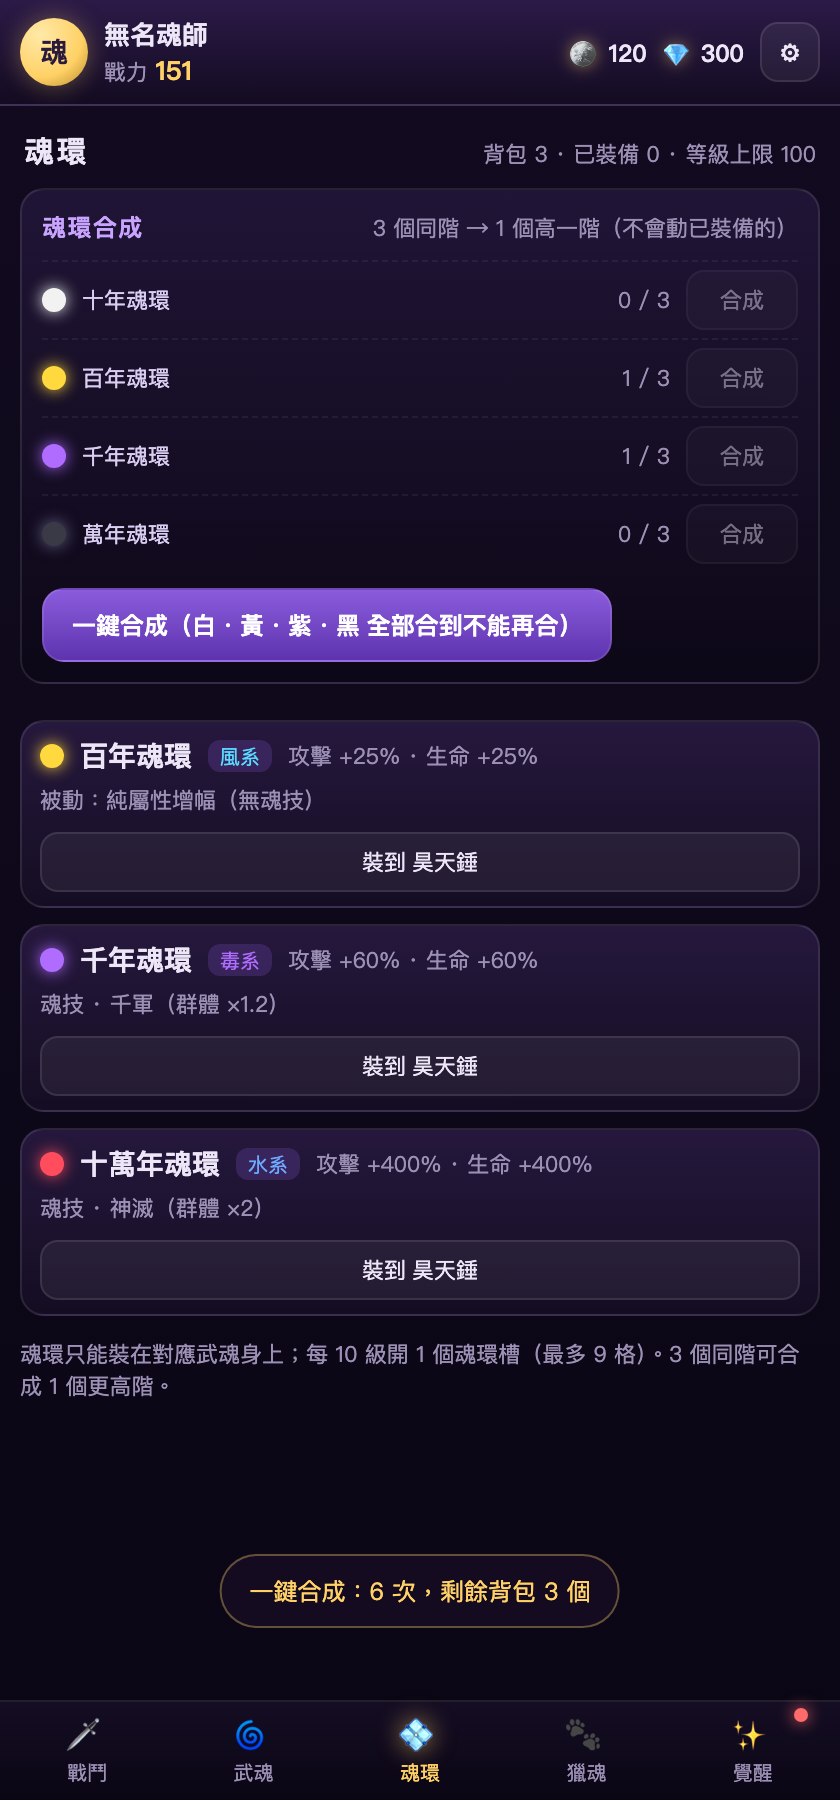 魂
無名魂師
戰力 151
120
300
魂環
背包 3 · 已裝備 0 · 等級上限 100
魂環合成
3 個同階 → 1 個高一階（不會動已裝備的）
十年魂環
0 / 3
合成
百年魂環
1 / 3
合成
千年魂環
1 / 3
合成
萬年魂環
0 / 3
合成
一鍵合成（白 · 黃 · 紫 · 黑 全部合到不能再合）
百年魂環 風系 攻擊 +25% · 生命 +25%
被動：純屬性增幅（無魂技）
裝到 昊天錘
千年魂環 毒系 攻擊 +60% · 生命 +60%
魂技 · 千軍（群體 ×1.2）
裝到 昊天錘
十萬年魂環 水系 攻擊 +400% · 生命 +400%
魂技 · 神滅（群體 ×2）
裝到 昊天錘
魂環只能裝在對應武魂身上；每 10 級開 1 個魂環槽（最多 9 格）。3 個同階可合
成 1 個更高階。
一鍵合成：6 次，剩餘背包 3 個
戰鬥
武魂
魂環
獵魂
覺醒